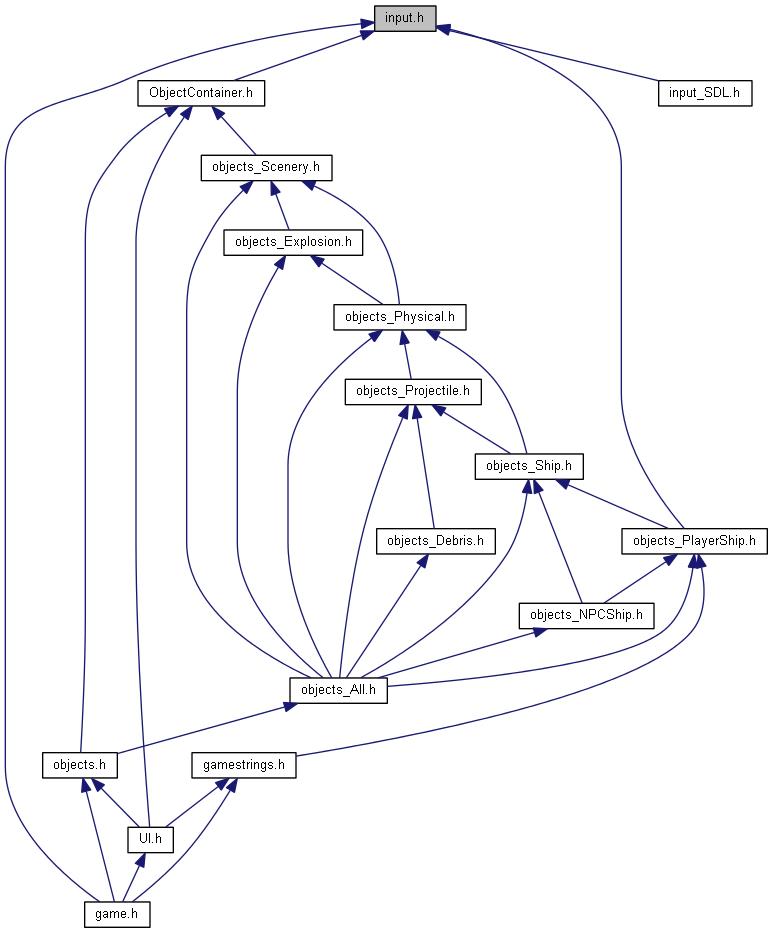 input.h
ObjectContainer.h
input_SDL.h
objects_Scenery.h
objects_Explosion.h
objects_Physical.h
objects_Projectile.h
objects_Ship.h
objects_Debris.h
objects_PlayerShip.h
objects_NPCShip.h
objects_All.h
objects.h
gamestrings.h
UI.h
game.h